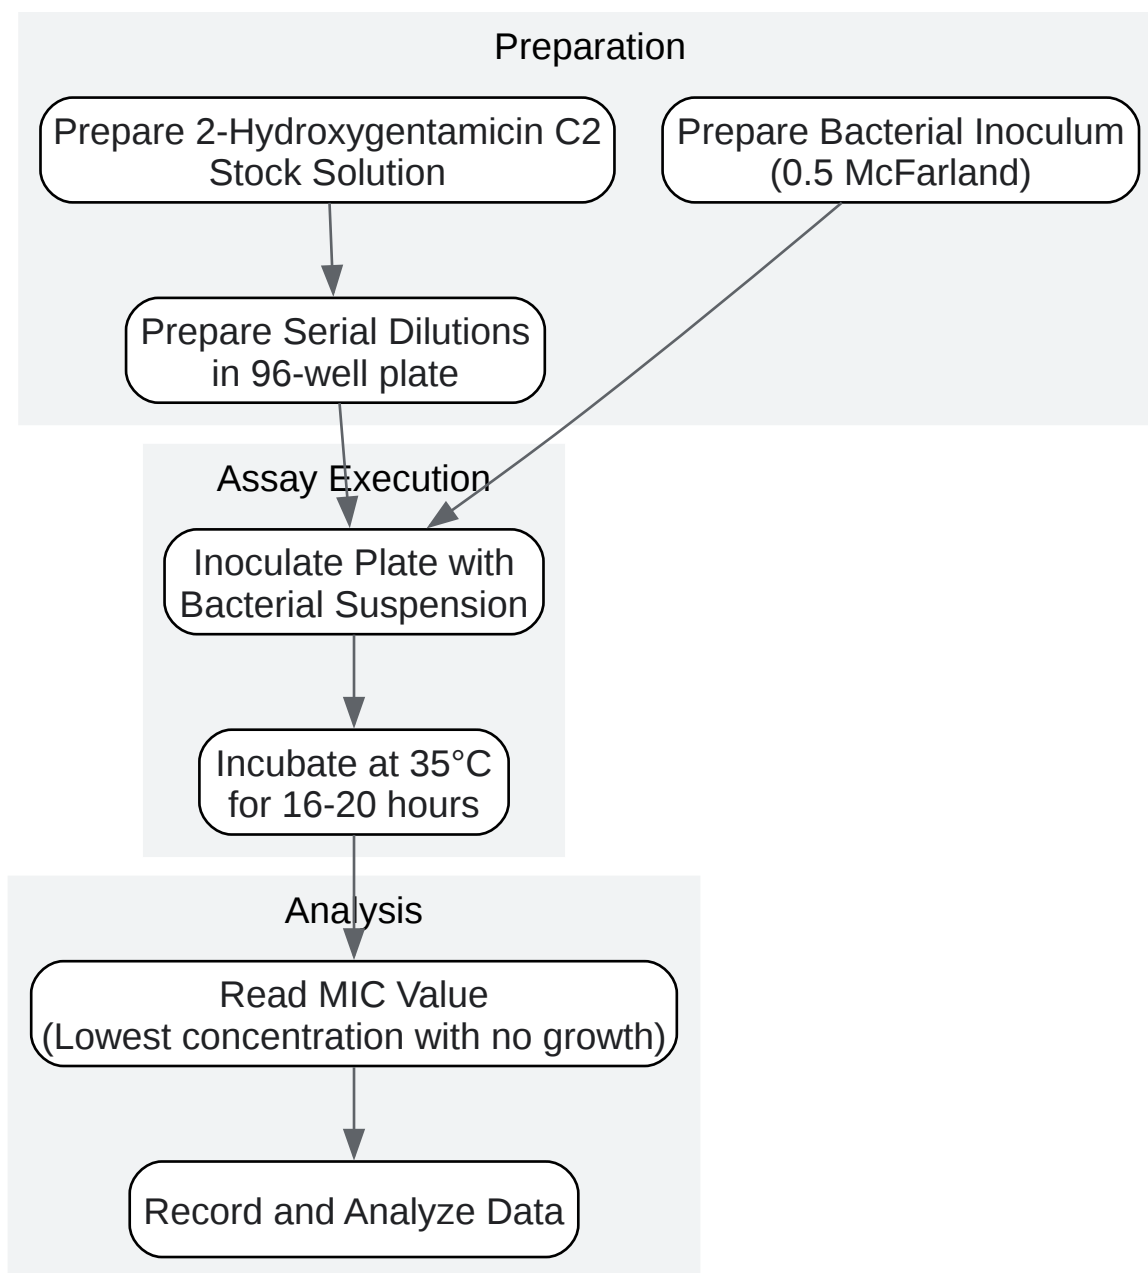 Preparation
Prepare 2-Hydroxygentamicin C2
Stock Solution
Prepare Bacterial Inoculum
(0.5 McFarland)
Prepare Serial Dilutions
in 96-well plate
Assay Execution
Inoculate Plate with
Bacterial Suspension
Incubate at 35°C
for 16-20 hours
Analysis
Read MIC Value
(Lowest concentration with no growth)
Record and Analyze Data